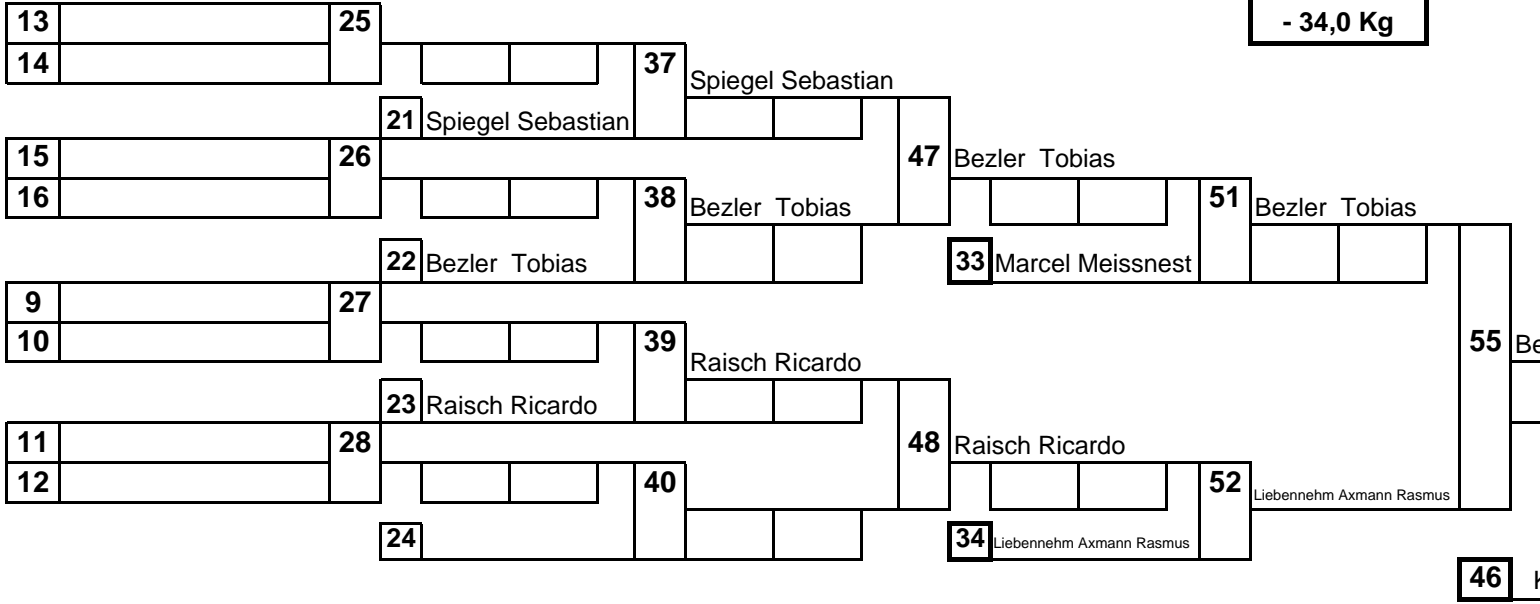 13 25 - 34,0 Kg
14 37
Spiegel Sebastian
21 Spiegel Sebastian
15 26 47 Bezler Tobias
16 38 Bezler Tobias 51 Bezler Tobias
22 Bezler Tobias 33 Marcel Meissnest
9 27
10 39 55
Raisch Ricardo
23 Raisch Ricardo
11 28 48 Raisch Ricardo
12 40 52 Liebennehm Axmann Rasmus
24 34 Liebennehm Axmann Rasmus
46